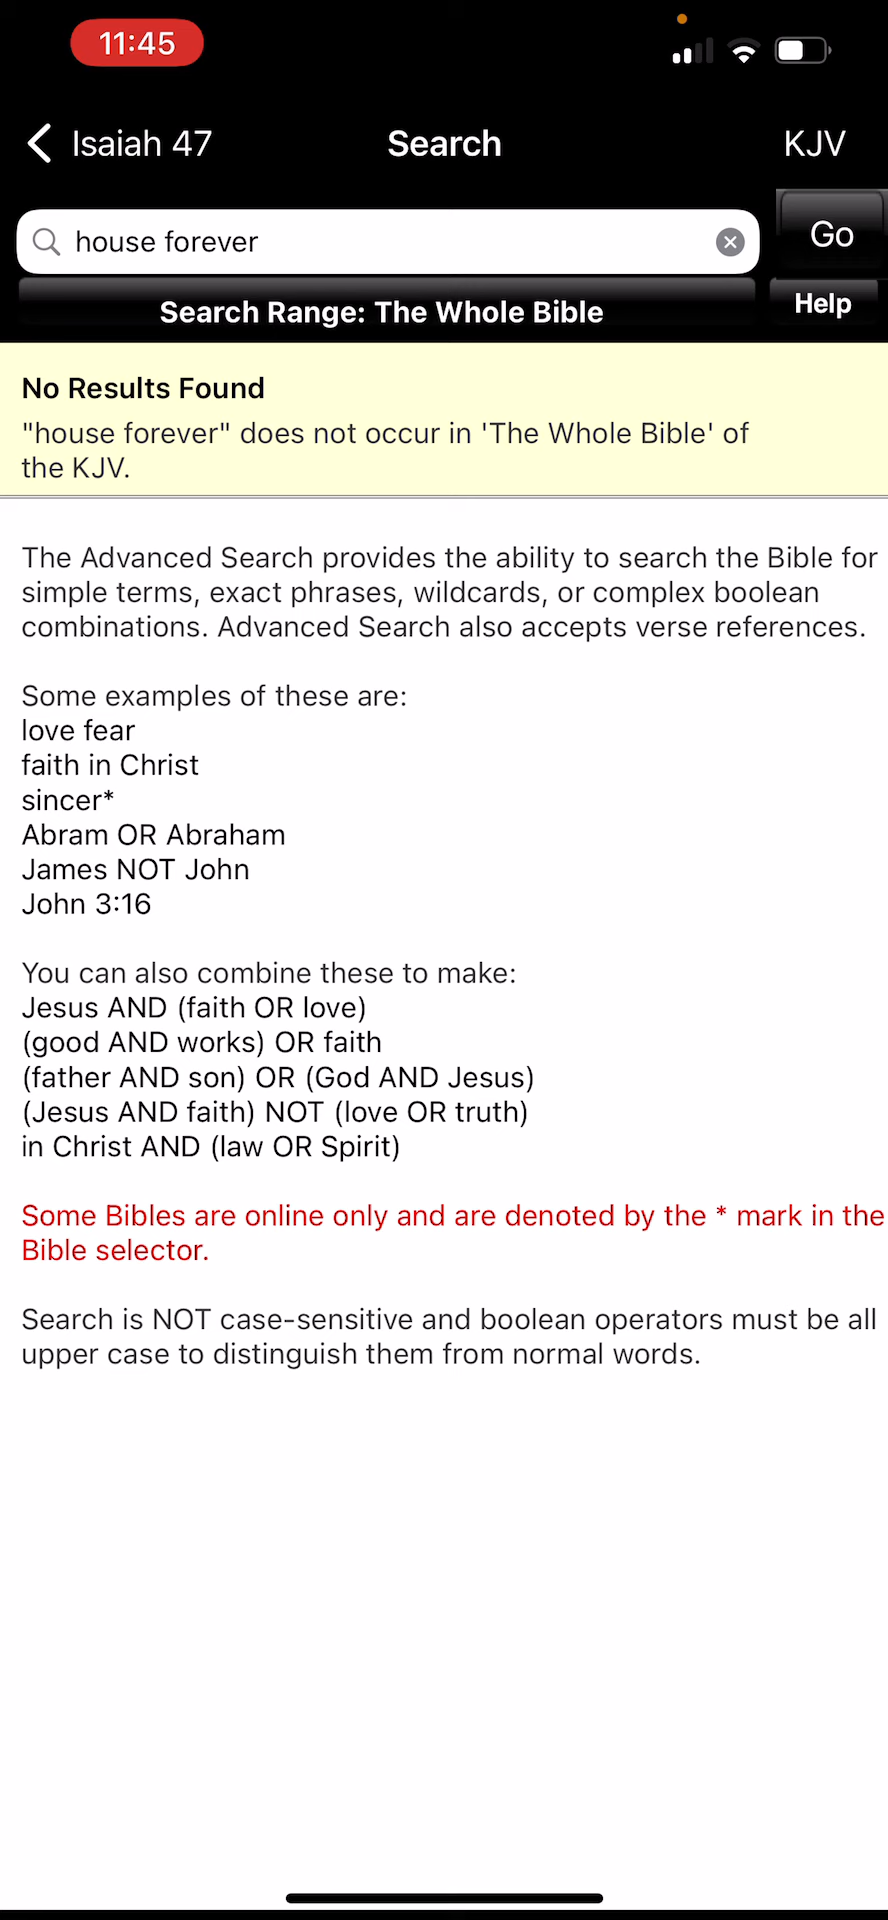 11:45
Isaiah 47 Search KJV
house forever Go
Search Range: The Whole Bible Help
No Results Found
"house forever" does not occur in 'The Whole Bible' of
the KJV.
The Advanced Search provides the ability to search the Bible for
simple terms, exact phrases, wildcards, or complex boolean
combinations. Advanced Search also accepts verse references.
Some examples of these are:
love fear
faith in Christ
sincer*
Abram OR Abraham
James NOT John
John 3:16
You can also combine these to make:
Jesus AND (faith OR love)
(good AND works) OR faith
(father AND son) OR (God AND Jesus)
(Jesus AND faith) NOT (love OR truth)
in Christ AND (law OR Spirit)
Some Bibles are online only and are denoted by the * mark in the
Bible selector.
Search is NOT case-sensitive and boolean operators must be all
upper case to distinguish them from normal words.